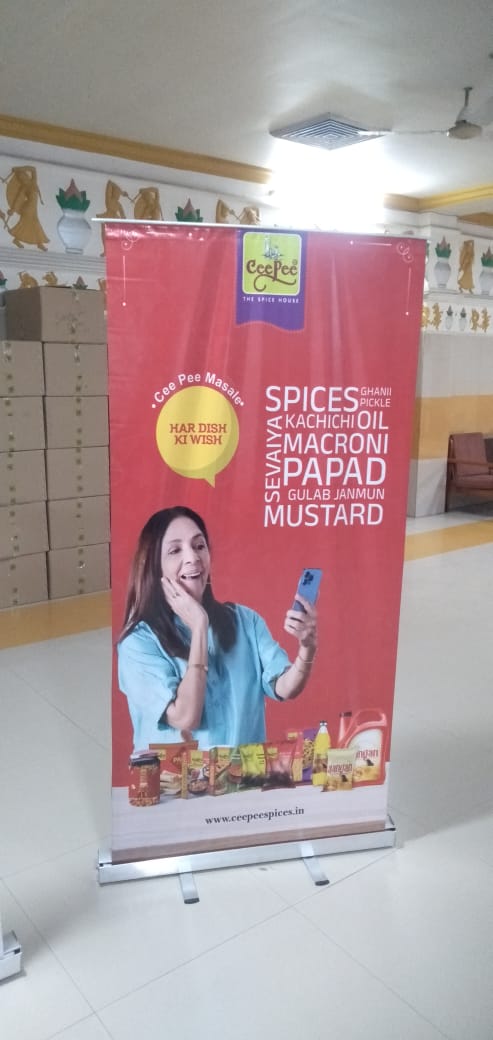 CeePee
THE SPICE HOUSE
Cee Pee Masale
HAR DISH
KI WISH
SPICES
GHANII
PICKLE
SEVAIYA
KACHICHI
OIL
MACRONI
PAPAD
GULAB JANMUN
MUSTARD
www.ceepeespices.in